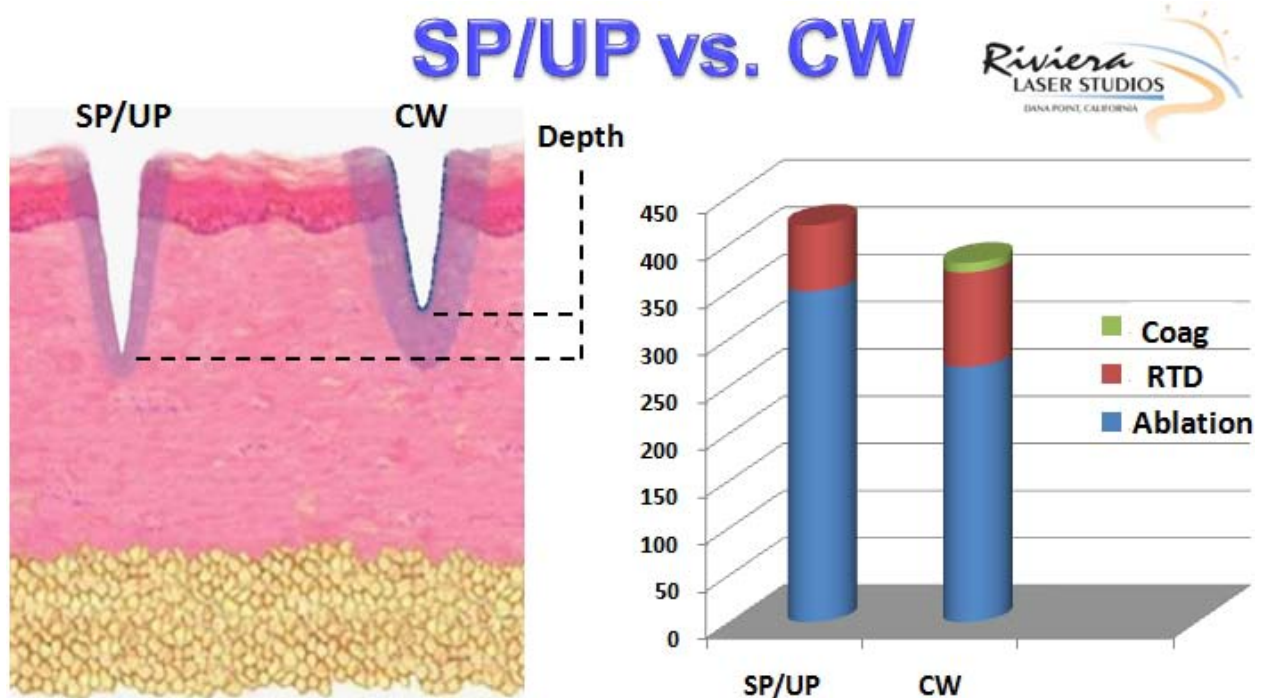 SP/UP vs. CW
Riviera
LASER STUDIOS
DANA POINT, CALIFORNIA
SP/UP
CW
Depth
450
400
350
300
250
200
150
100
50
0
SP/UP
CW
Coag
RTD
Ablation